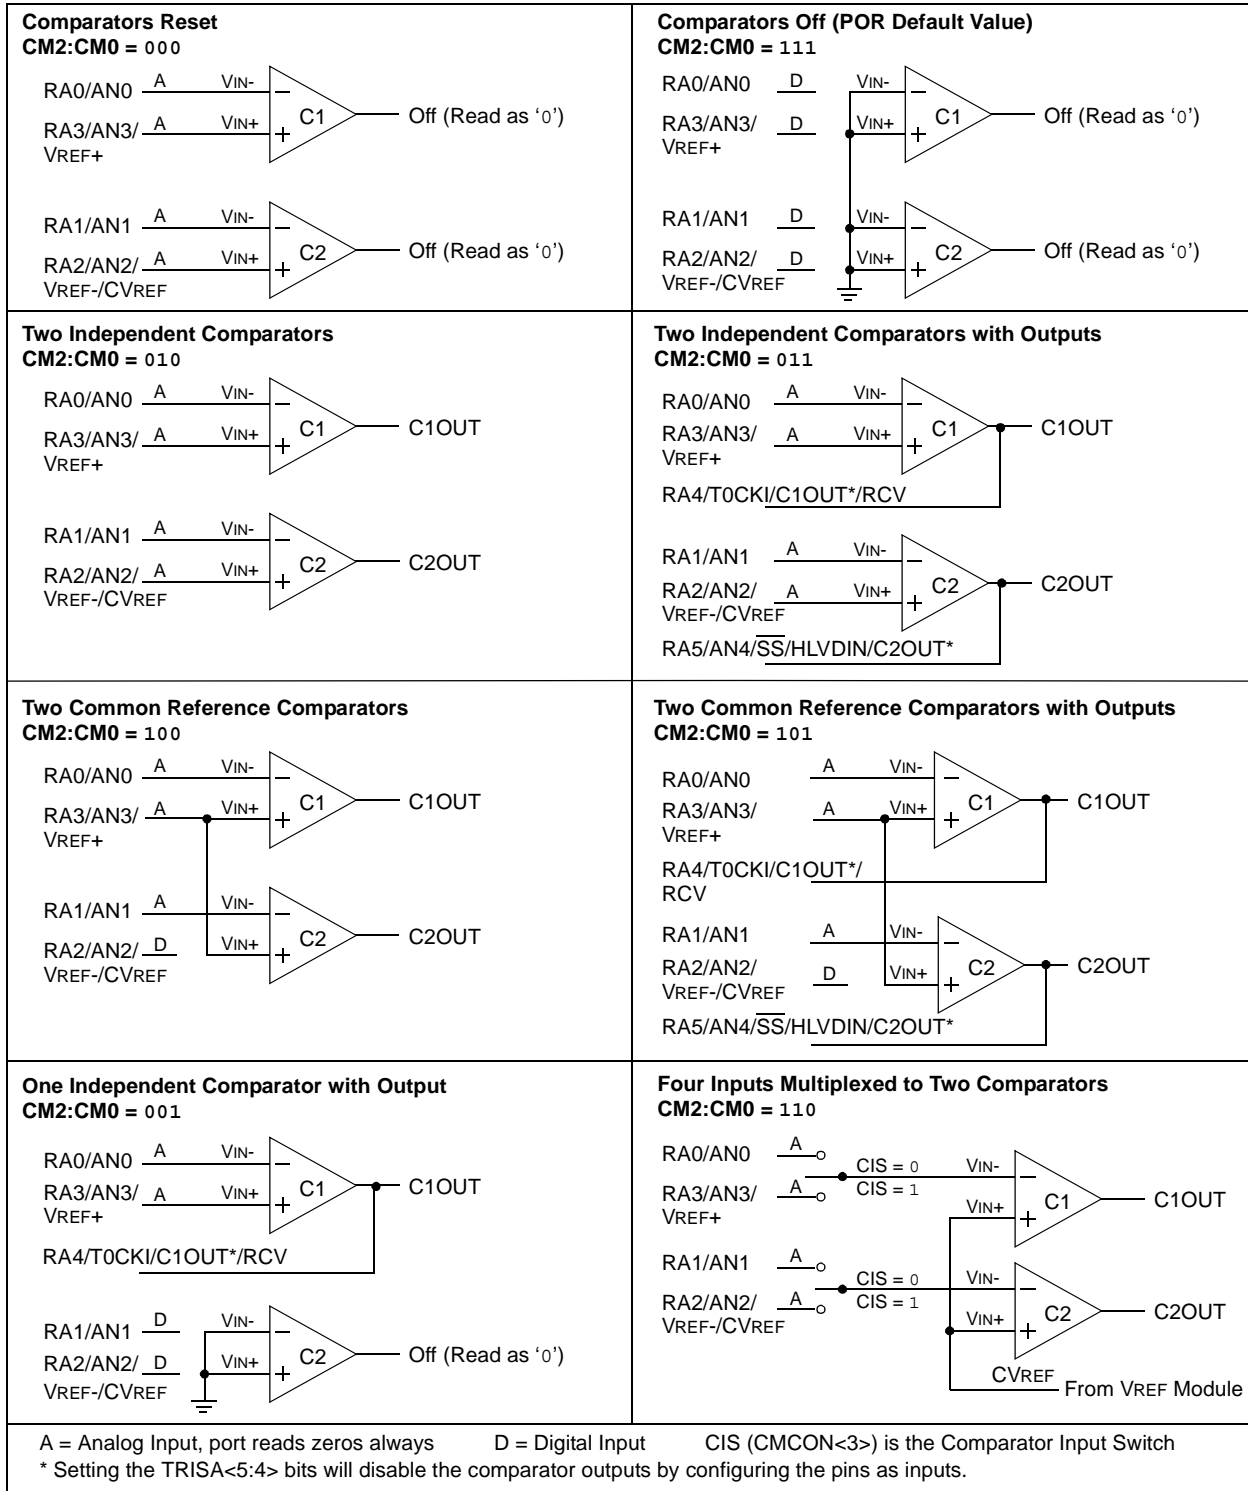 Comparators Reset
CM2:CM0 = 000
RA0/AN0 A VIN-
C1 Off (Read as ‘0’)
RA3/AN3/ A VIN+
VREF+
RA1/AN1 A VIN-
C2 Off (Read as ‘0’)
RA2/AN2/ A VIN+
VREF-/CVREF
Comparators Off (POR Default Value)
CM2:CM0 = 111
RA0/AN0 D VIN-
C1 Off (Read as ‘0’)
RA3/AN3/ D VIN+
VREF+
RA1/AN1 D VIN-
C2 Off (Read as ‘0’)
RA2/AN2/ D VIN+
VREF-/CVREF
Two Independent Comparators
CM2:CM0 = 010
RA0/AN0 A VIN-
C1 C1OUT
RA3/AN3/ A VIN+
VREF+
RA1/AN1 A VIN-
C2 C2OUT
RA2/AN2/ A VIN+
VREF-/CVREF
Two Independent Comparators with Outputs
CM2:CM0 = 011
RA0/AN0 A VIN-
C1 C1OUT
RA3/AN3/ A VIN+
VREF+
RA4/T0CKI/C1OUT*/RCV
RA1/AN1 A VIN-
C2 C2OUT
RA2/AN2/ A VIN+
VREF-/CVREF
RA5/AN4/SS/HLVDIN/C2OUT*
Two Common Reference Comparators
CM2:CM0 = 100
RA0/AN0 A VIN-
C1 C1OUT
RA3/AN3/ A VIN+
VREF+
RA1/AN1 A VIN-
C2 C2OUT
RA2/AN2/ D VIN+
VREF-/CVREF
Two Common Reference Comparators with Outputs
CM2:CM0 = 101
RA0/AN0 A VIN-
C1 C1OUT
RA3/AN3/ A VIN+
VREF+
RA4/T0CKI/C1OUT*/
RCV
RA1/AN1 A VIN-
C2 C2OUT
RA2/AN2/ D VIN+
VREF-/CVREF
RA5/AN4/SS/HLVDIN/C2OUT*
One Independent Comparator with Output
CM2:CM0 = 001
RA0/AN0 A VIN-
C1 C1OUT
RA3/AN3/ A VIN+
VREF+
RA4/T0CKI/C1OUT*/RCV
RA1/AN1 D VIN-
C2 Off (Read as ‘0’)
RA2/AN2/ D VIN+
VREF-/CVREF
Four Inputs Multiplexed to Two Comparators
CM2:CM0 = 110
RA0/AN0 A
CIS = 0 VIN-
RA3/AN3/ A CIS = 1
C1 C1OUT
VREF+ VIN+
RA1/AN1 A
CIS = 0 VIN-
RA2/AN2/ A CIS = 1
C2 C2OUT
VREF-/CVREF VIN+
CVREF
From VREF Module
A = Analog Input, port reads zeros always D = Digital Input CIS (CMCON<3>) is the Comparator Input Switch
* Setting the TRISA<5:4> bits will disable the comparator outputs by configuring the pins as inputs.